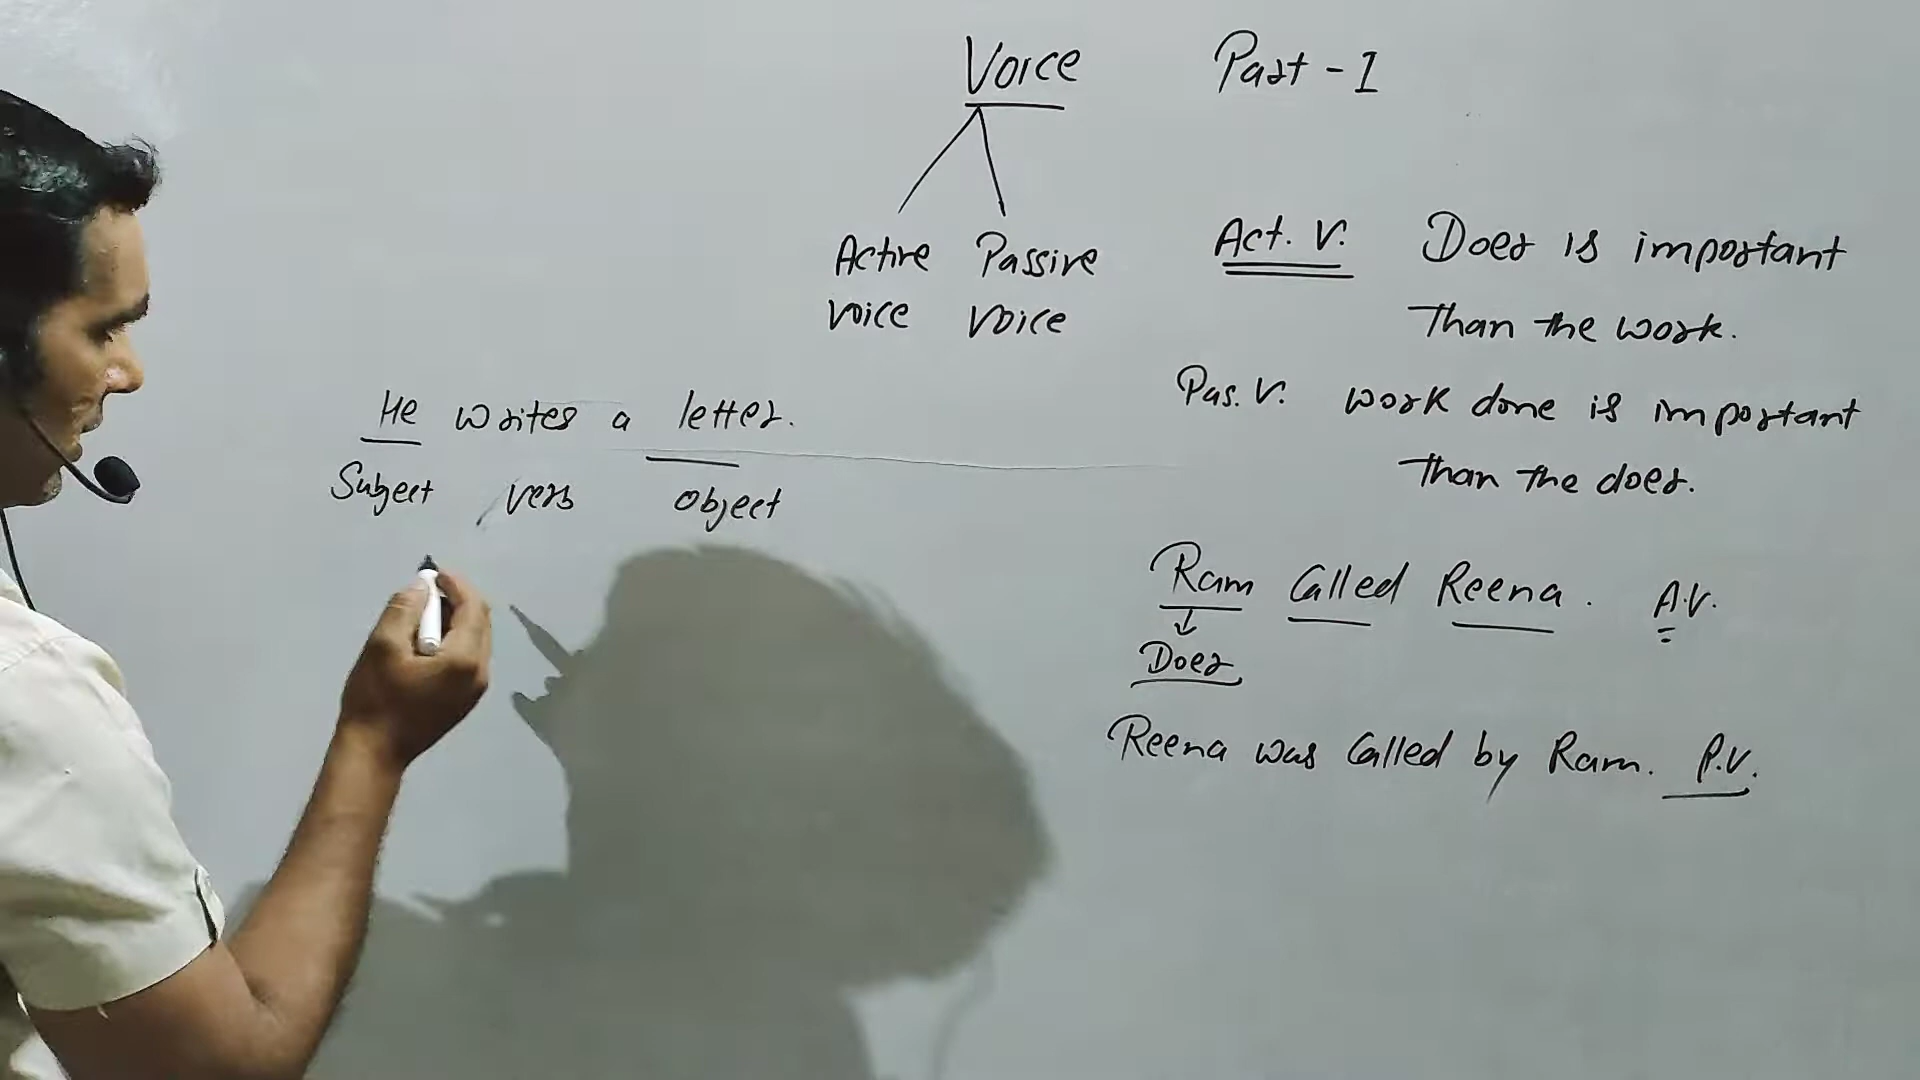 Voice Part - 1
Active Passive
voice voice
Act. V. Doer is important
than the work.
Pas. V. work done is important
than the doer.
He writes a letter.
Subject verb object
Ram Called Reena. A.V.
Doer
Reena was Called by Ram. P.V.